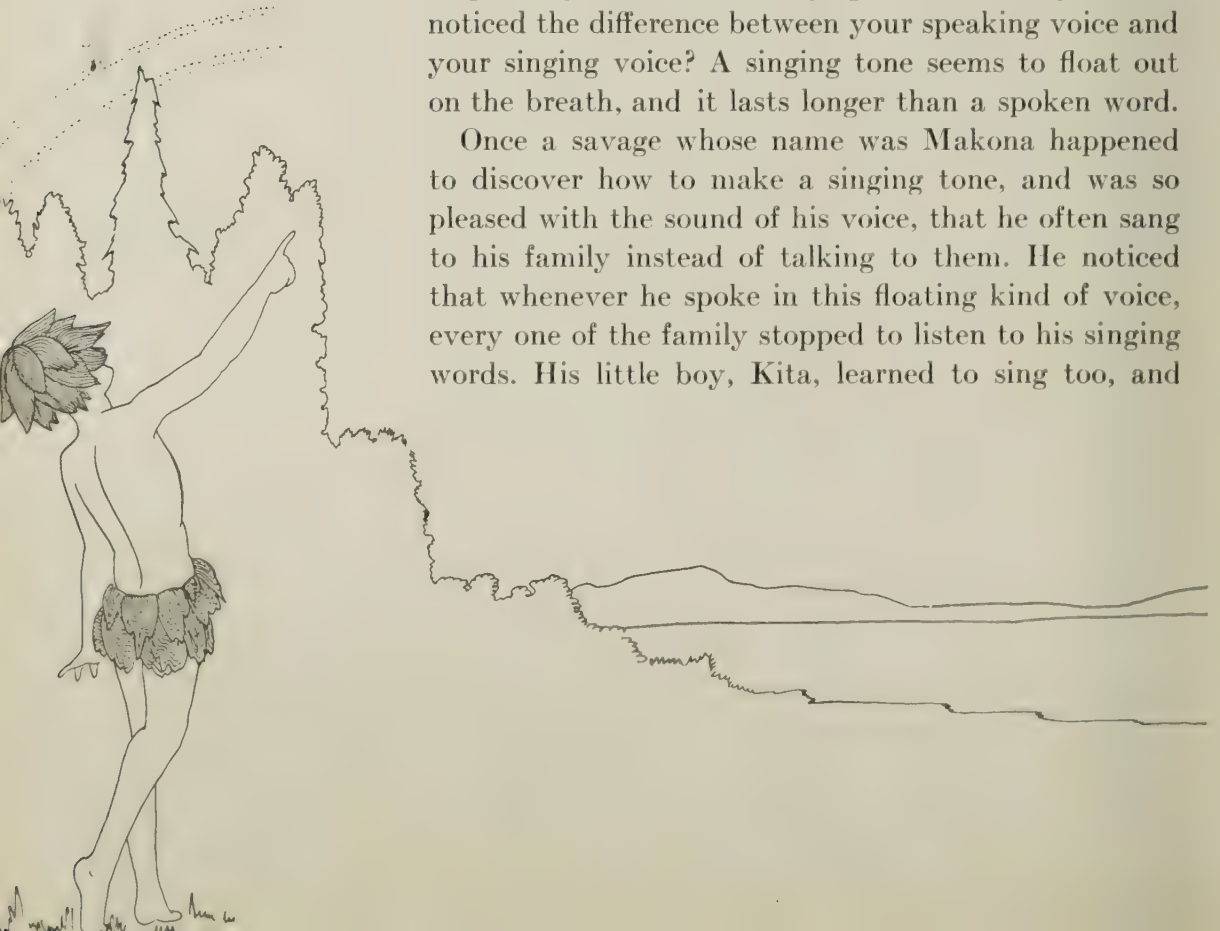 noticed the difference between your speaking voice and
your singing voice? A singing tone seems to float out
on the breath, and it lasts longer than a spoken word.
Once a savage whose name was Makona happened
to discover how to make a singing tone, and was so
pleased with the sound of his voice, that he often sang
to his family instead of talking to them. He noticed
that whenever he spoke in this floating kind of voice,
every one of the family stopped to listen to his singing
words. His little boy, Kita, learned to sing too, and